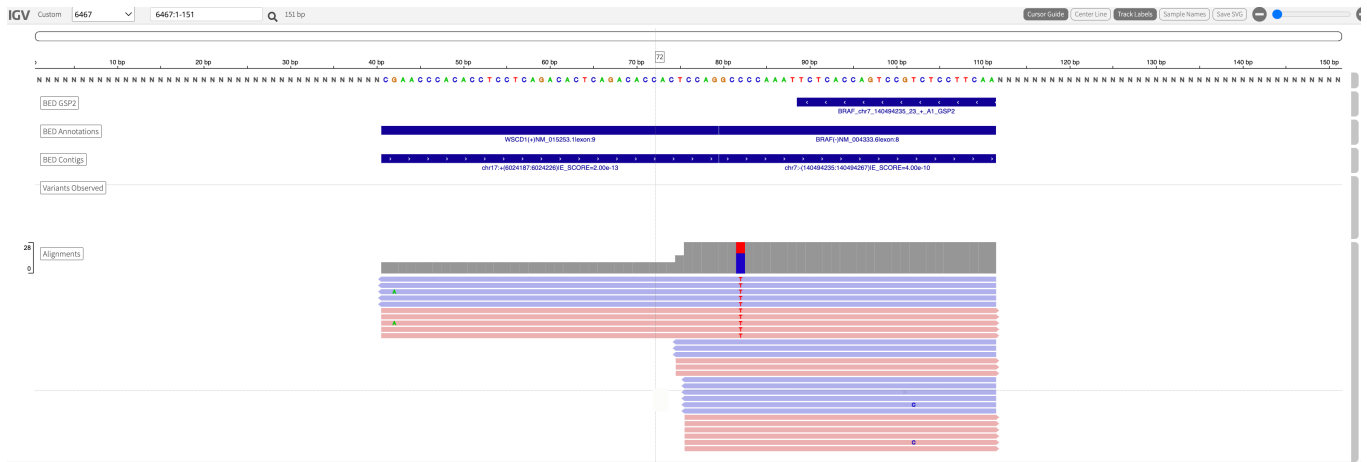 IGV Custom 6467 6467:1-151 151 bp Cursor Guide Center Line Track Labels Sample Names Save SVG
72
10 bp 20 bp 30 bp 40 bp 50 bp 60 bp 80 bp 90 bp 100 bp 110 bp 120 bp 130 bp 140 bp 150 bp
N N N N N N N N N N N N N N N N N N N N N N N N N N N N N N N N N N N N N N N N C G A A C C C A C A C C T C C T C A G A C A C T C A G A C A C C A C T C C A G G C C C C A A A T T C T C A C C A G T C C G T C T C C T T C A A N N N N N N N N N N N N N N N N N N N N N N N N N N N N N N N N N N N N N N N N
BED GSP2
BRAF_chr7_140494235_23_+_A1_GSP2
BED Annotations
WSCD1(+)NM_015253.1|exon:9 BRAF(-)NM_004333.6|exon:8
BED Contigs
chr17:+(6024187:6024226)|E_SCORE=2.00e-13 chr7:-(140494235:140494267)|E_SCORE=4.00e-10
Variants Observed
28
Alignments
0
T
T
A T
T
T
T
T
A T
T
T
C
C